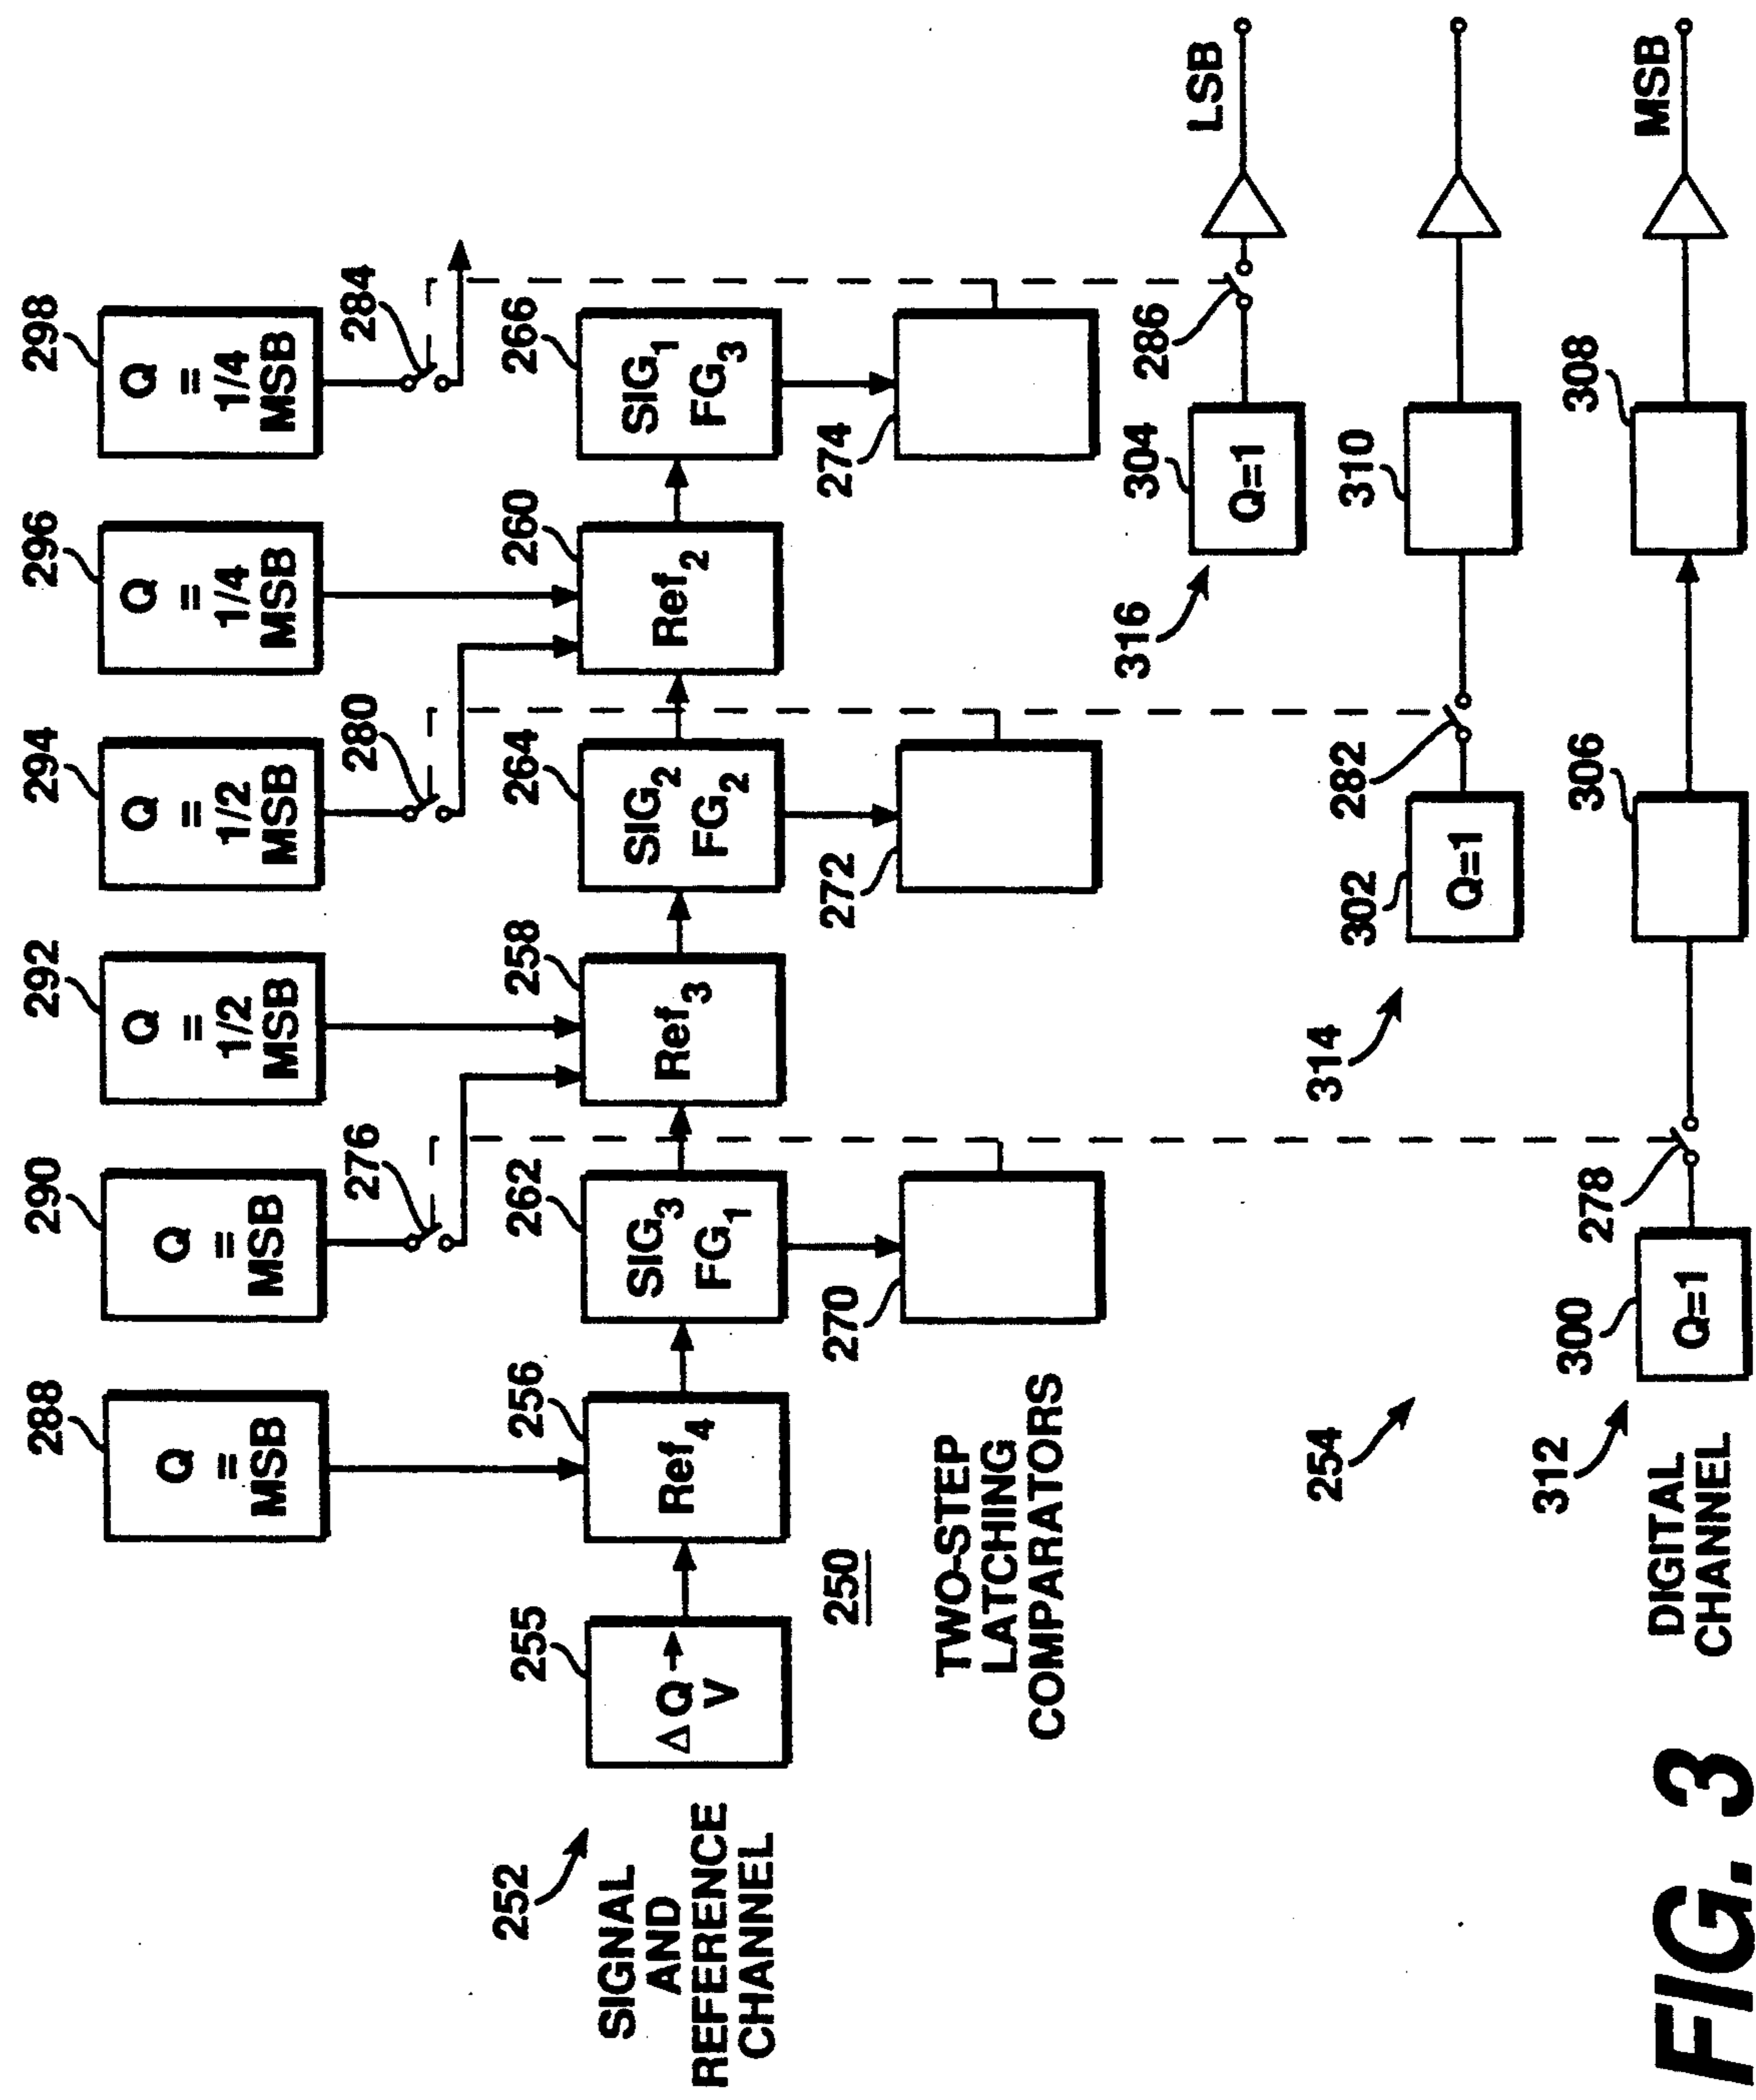 288
290
292
294
296
298
Q
=
MSB
Q
=
MSB
Q
=
1/2
MSB
Q
=
1/2
MSB
Q
=
1/4
MSB
Q
=
1/4
MSB
276
280
284
252
255
256
262
258
264
260
266
SIGNAL
AND
REFERENCE
CHANNEL
Δ Q→
V
Ref4
SIG3
FG1
Ref3
SIG2
FG2
Ref2
SIG1
FG3
250
270
272
274
TWO-STEP
LATCHING
COMPARATORS
316
304
286
LSB
Q=1
254
314
302
282
310
Q=1
312
300
278
306
308
MSB
Q=1
DIGITAL
CHANNEL
FIG. 3